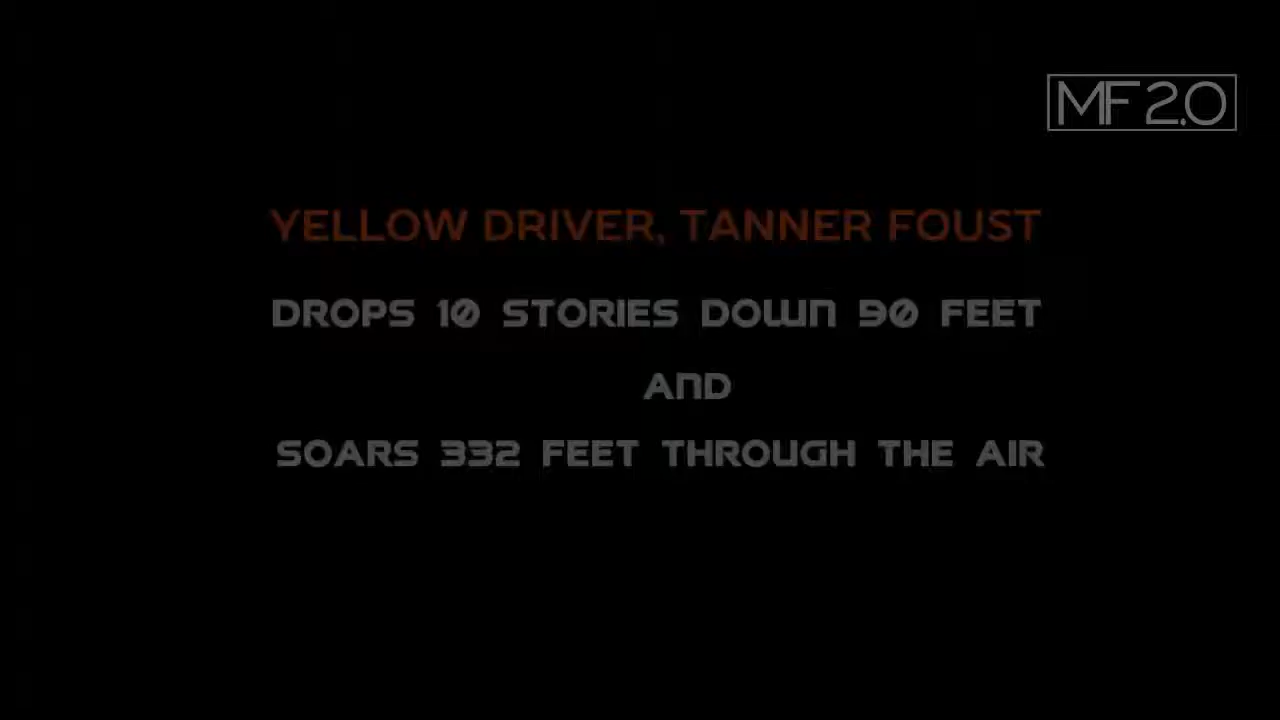 MF 2.0
YELLOW DRIVER, TANNER FOUST
DROPS 10 STORIES DOWN 90 FEET
AND
SOARS 332 FEET THROUGH THE AIR